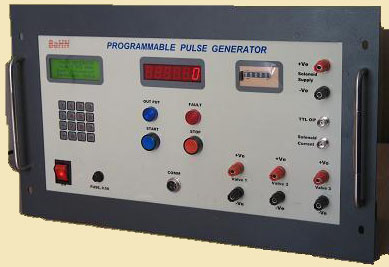 PROGRAMMABLE PULSE GENERATOR
0
+Ve
Solenoid
Supply
-Ve
OUT PUT
FAULT
TTL O/P
START
STOP
Solenoid
Current
COMM
+Ve
+Ve
+Ve
Valve 1
Valve 2
Valve 3
-Ve
-Ve
-Ve